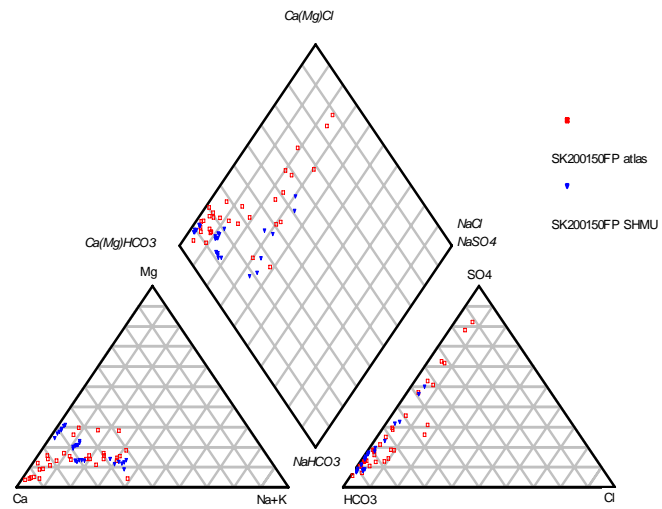 Ca(Mg)Cl
SK200150FP atlas
SK200150FP SHMU
Ca(Mg)HCO3
NaCl
NaSO4
Mg
SO4
NaHCO3
Ca
Na+K
HCO3
Cl